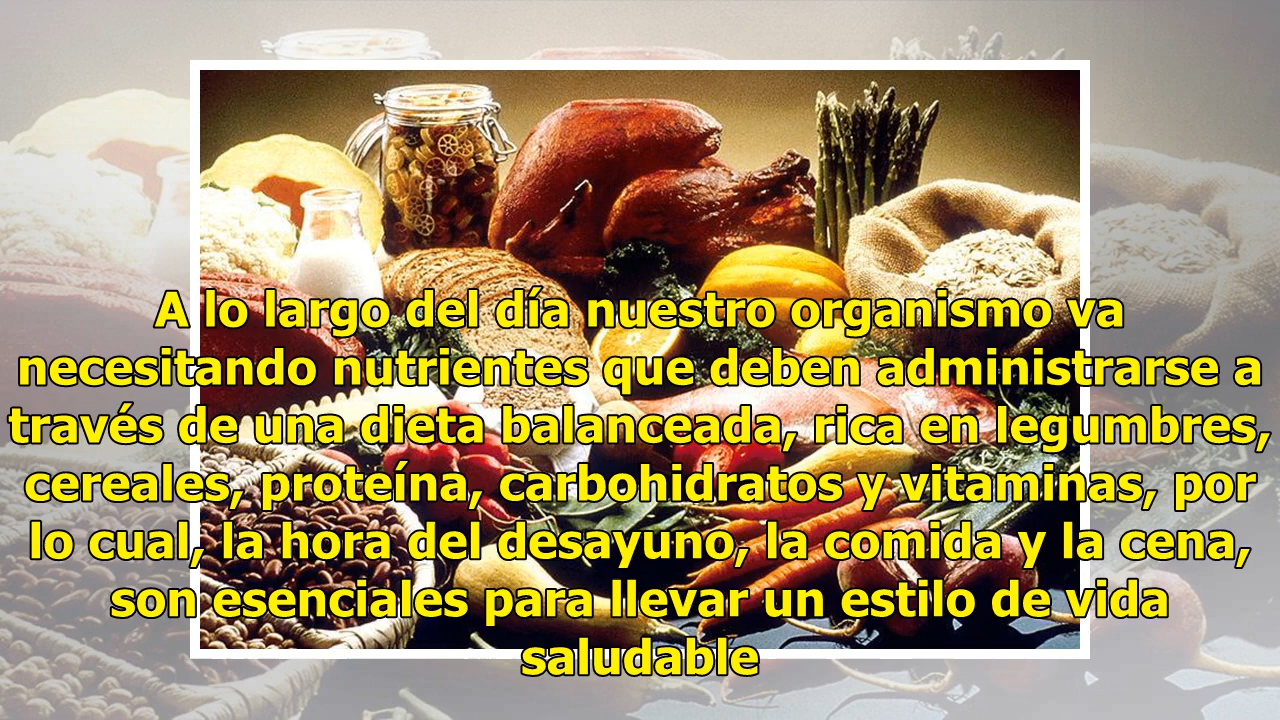 A lo largo del día nuestro organismo va
necesitando nutrientes que deben administrarse a
través de una dieta balanceada, rica en legumbres,
cereales, proteína, carbohidratos y vitaminas, por
lo cual, la hora del desayuno, la comida y la cena,
son esenciales para llevar un estilo de vida
saludable